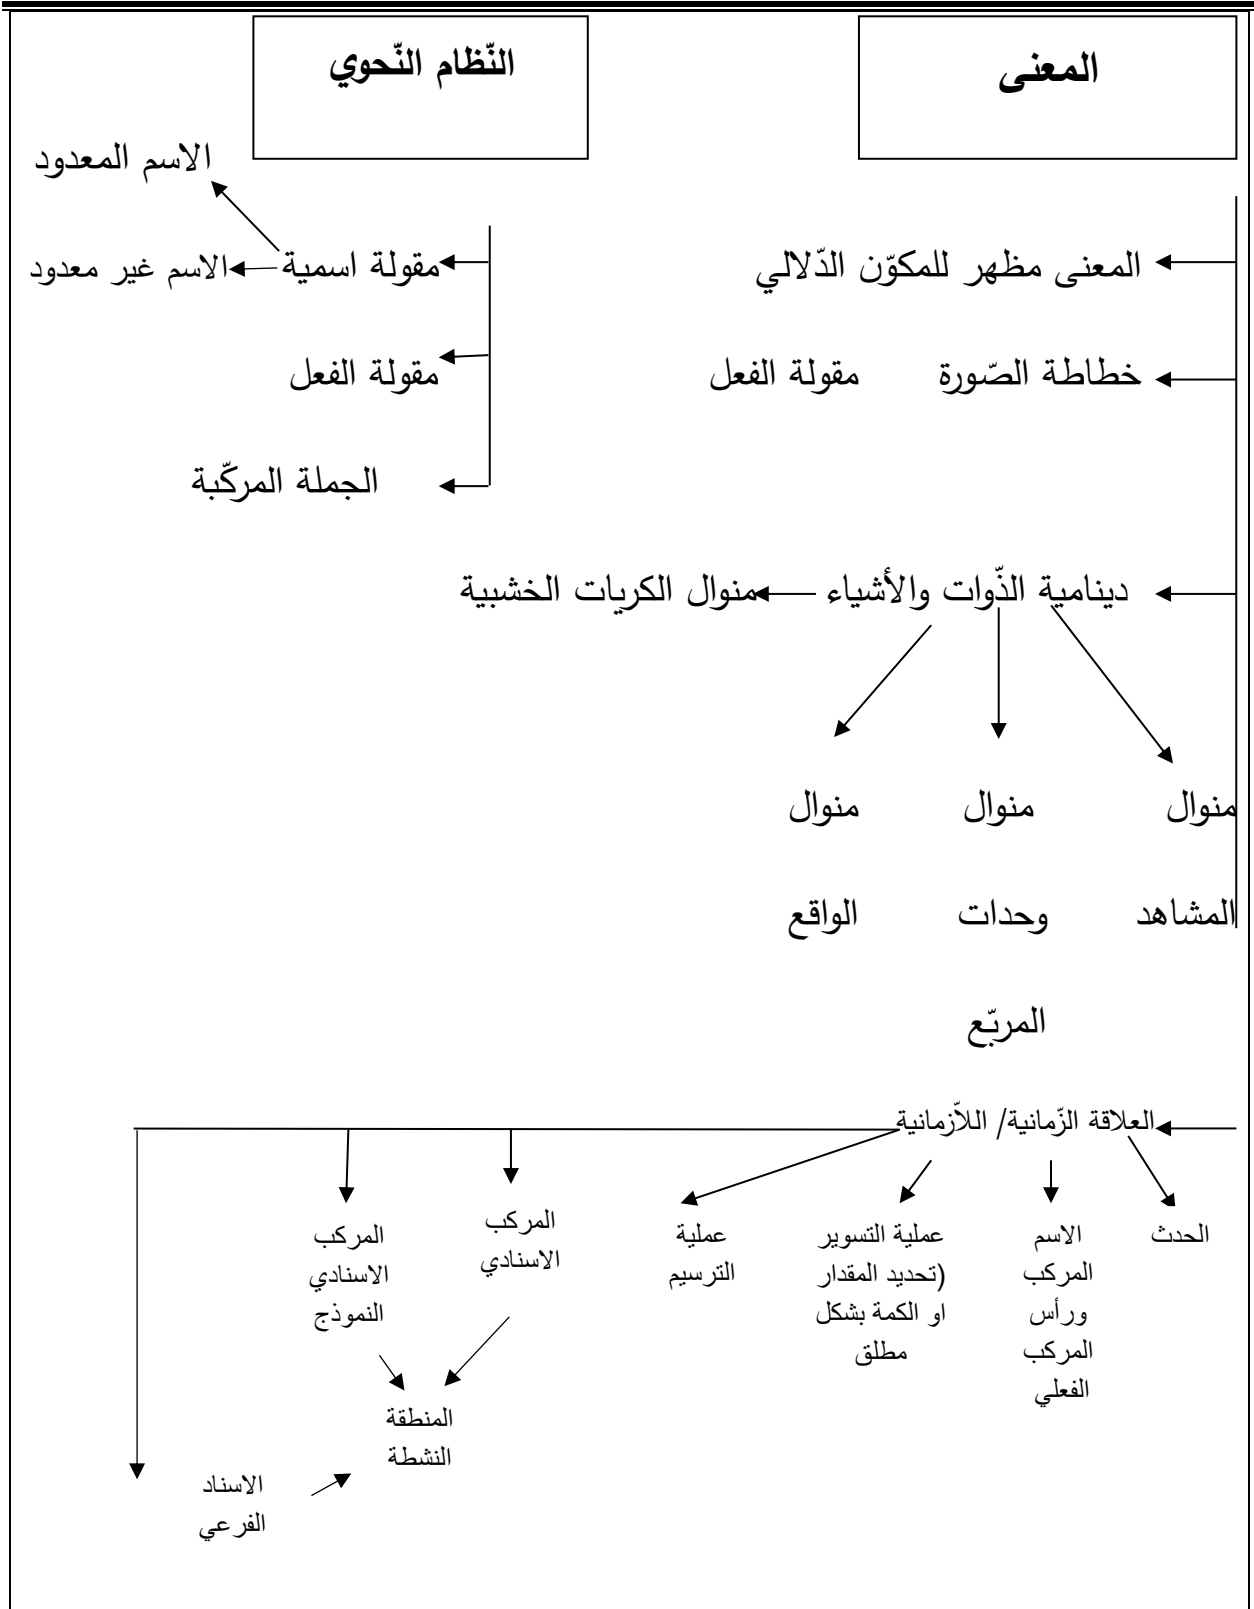 المعنى
النّظام النّحوي
الاسم المعدود
المعنى مظهر للمكوّن الدّلالي
مقولة اسمية
الاسم غير معدود
خطاطة الصّورة
مقولة الفعل
مقولة الفعل
الجملة المركّبة
دينامية الذّوات والأشياء
منوال الكريات الخشبية
منوال
منوال
منوال
المشاهد
وحدات
الواقع
المربّع
العلاقة الزّمانية/ اللاّزمانية
الحدث
الاسم
المركب
ورأس
المركب
الفعلي
عملية التسوير
(تحديد المقدار
او الكمة بشكل
مطلق
عملية
الترسيم
المركب
الاسنادي
المركب
الاسنادي
النموذج
المنطقة
النشطة
الاسناد
الفرعي